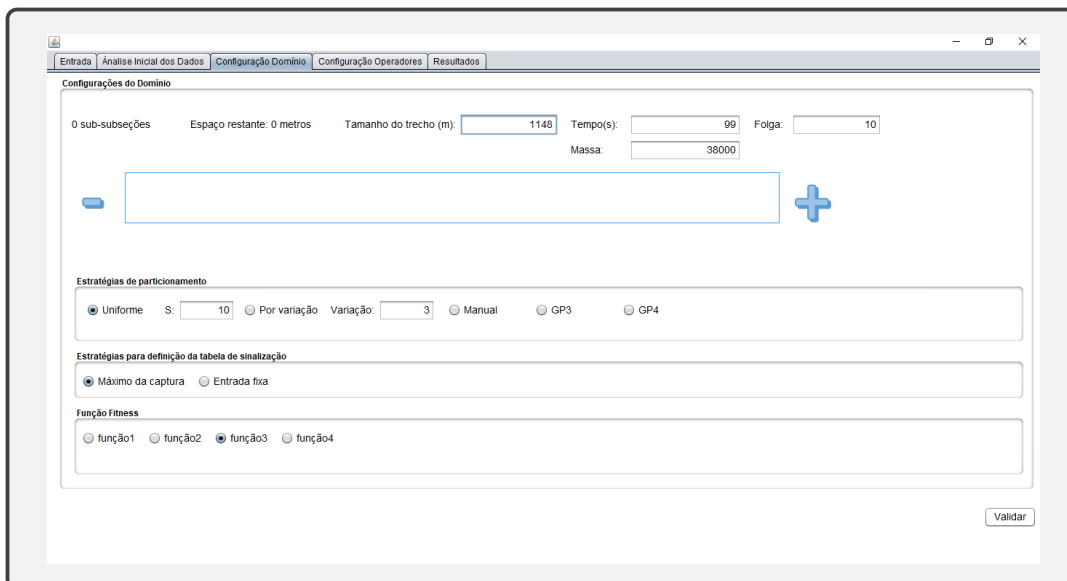 Entrada Ánalise Inicial dos Dados Configuração Domínio Configuração Operadores Resultados
Configurações do Domínio
0 sub-subseções Espaço restante: 0 metros Tamanho do trecho (m): 1148 Tempo(s): 99 Folga: 10
Massa: 38000
Estratégias de particionamento
Uniforme S: 10 Por variação Variação: 3 Manual GP3 GP4
Estratégias para definição da tabela de sinalização
Máximo da captura Entrada fixa
Função Fitness
função1 função2 função3 função4
Validar